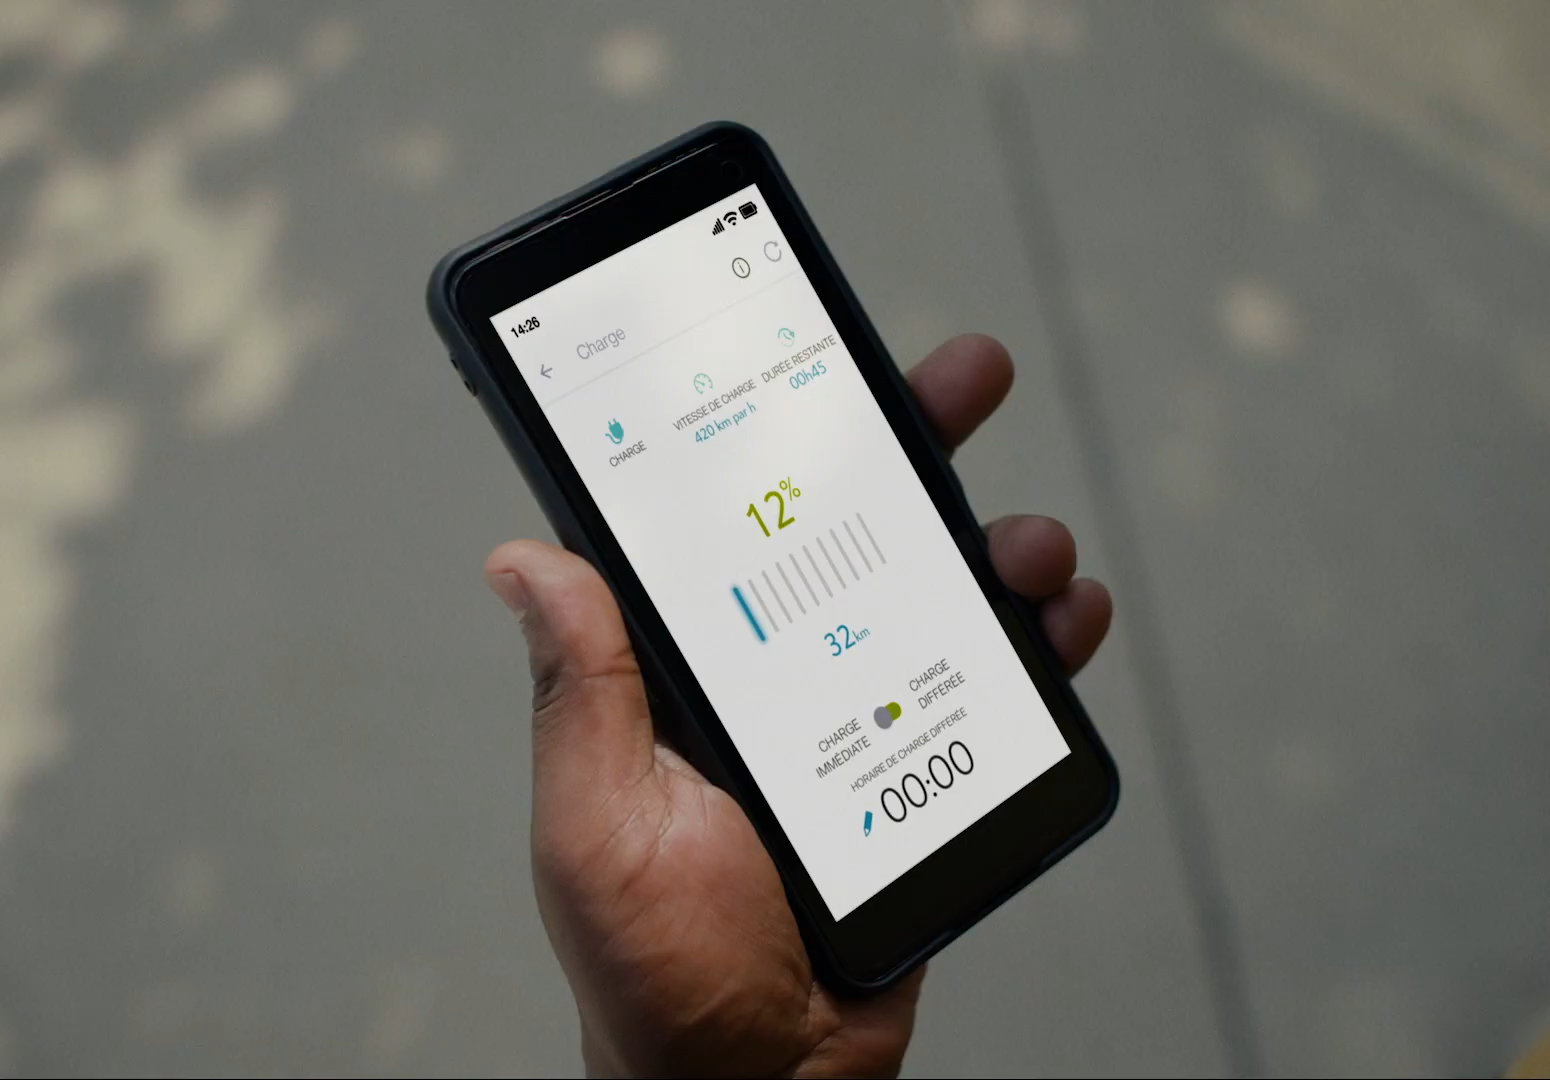 14:26
Charge
CHARGE
VITESSE DE CHARGE
420 km par h
DURÉE RESTANTE
00h45
12%
32km
CHARGE
IMMÉDIATE
CHARGE
DIFFÉRÉE
HORAIRE DE CHARGE DIFFÉRÉE
00:00